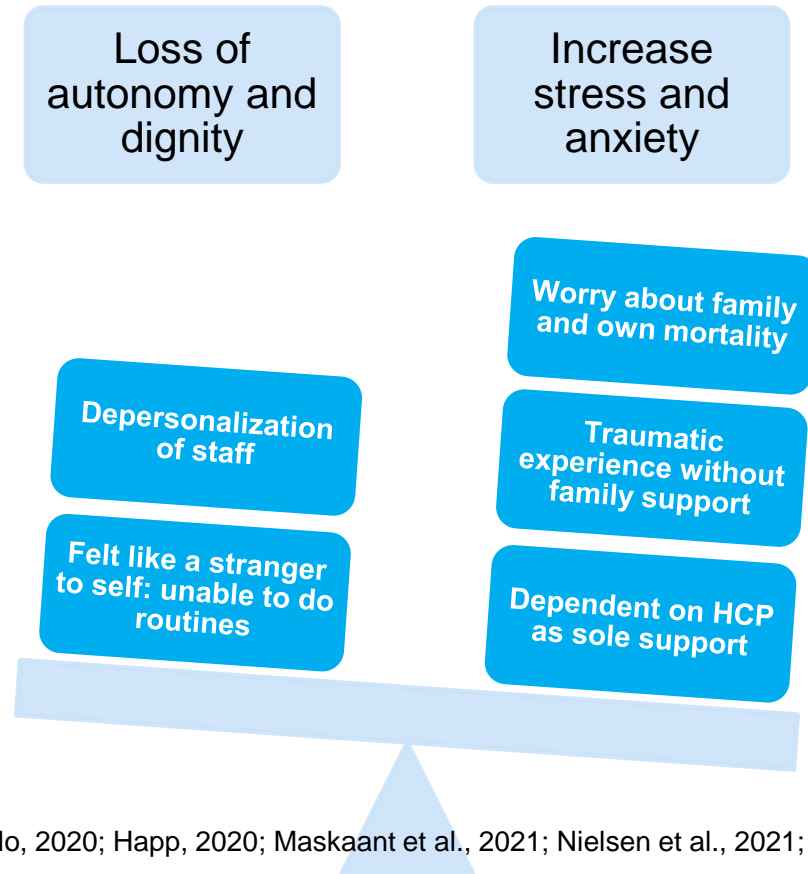 Loss of
autonomy and
dignity
Increase
stress and
anxiety
Depersonalization
of staff
Felt like a stranger
to self: unable to do
routines
Worry about family
and own mortality
Traumatic
experience without
family support
Dependent on HCP
as sole support
2020; Happ, 2020; Maskaant et al., 2021; Nielsen et al., 2021;